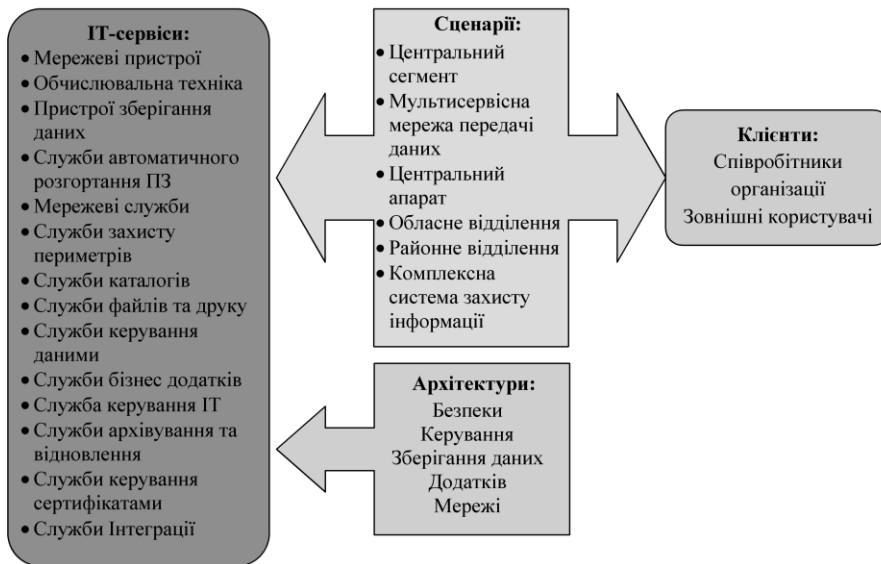 ІТ-сервіси:
• Мережеві пристрої
• Обчислювальна техніка
• Пристрої зберігання
даних
• Служби автоматичного
розгортання ПЗ
• Мережеві служби
• Служби захисту
периметрів
• Служби каталогів
• Служби файлів та друку
• Служби керування
даними
• Служби бізнес додатків
• Служба керування ІТ
• Служби архівування та
відновлення
• Служби керування
сертифікатами
• Служби Інтеграції
Сценарії:
• Центральний
сегмент
• Мультисервісна
мережа передачі
даних
• Центральний
апарат
• Обласне відділення
• Районне відділення
• Комплексна
система захисту
інформації
Клієнти:
Співробітники
організації
Зовнішні користувачі
Архітектури:
Безпеки
Керування
Зберігання даних
Додатків
Мережі